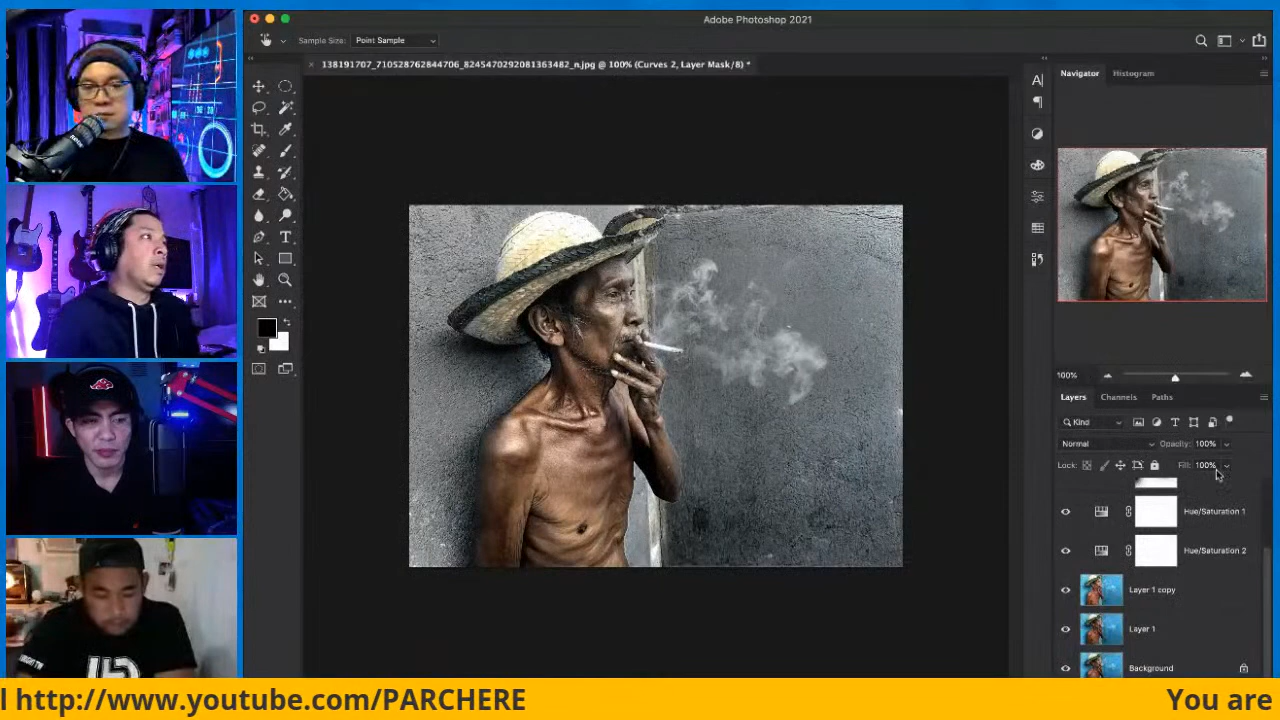 Adobe Photoshop 2021
Sample Size: Point Sample
138191707_710528762844706_8245470292081363482_n.jpg @ 100% (Curves 2, Layer Mask/8) *
Navigator Histogram
100%
Layers Channels Paths
Kind
Normal Opacity: 100%
Lock: Fill: 100%
Hue/Saturation 1
Hue/Saturation 2
Layer 1 copy
Layer 1
Background
l http://www.youtube.com/PARCHERE You are